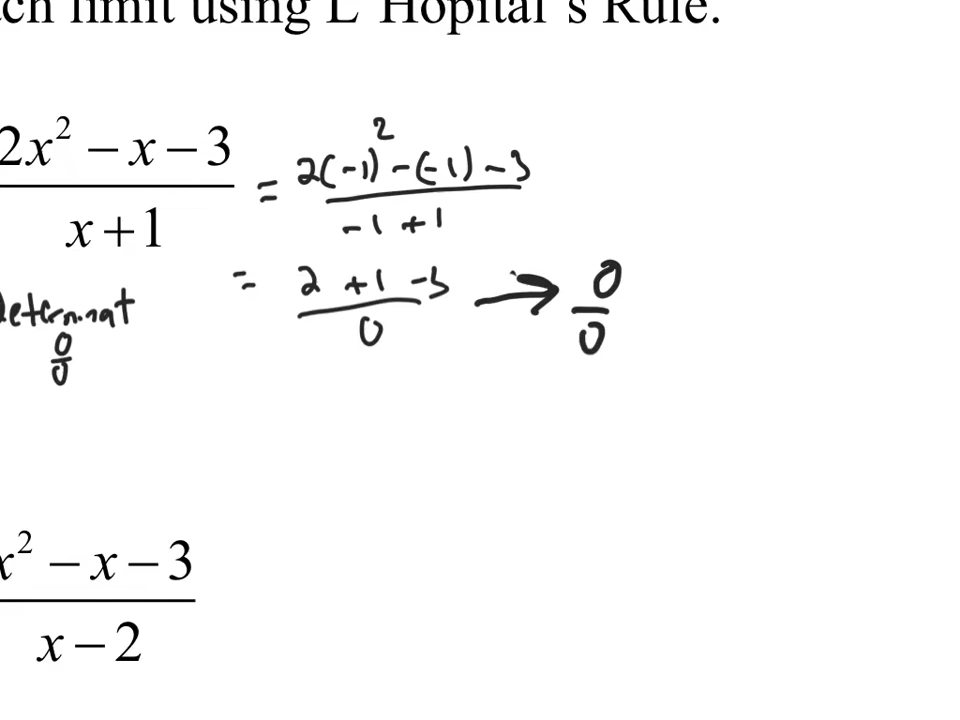 ch limit using L'Hopital's Rule.
2x² − x − 3 / x + 1 = 2(-1)² - (-1) - 3 / -1 + 1
= 2 + 1 - 3 / 0 → 0 / 0
0 / 0
x² − x − 3 / x − 2